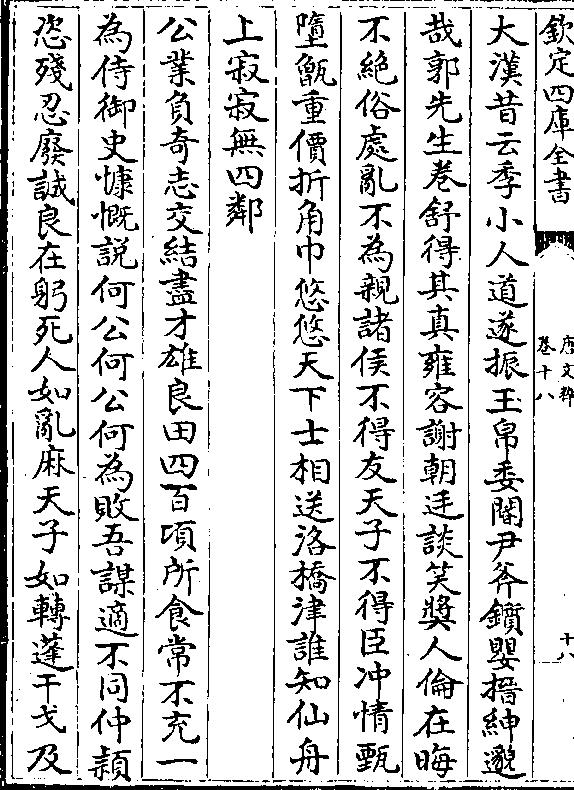 欽定四庫全書
唐文粹
卷十八
十八
大漢昔云季小人道遂振王帛委閹尹斧鑕嬰搢紳邈
哉郭先生卷舒得其真雍容謝朝廷談笑奬人倫在晦
不絶俗處亂不為親諸侯不得友天子不得臣冲情甄
墮甑重價折角巾悠悠天下士相送洛橋津誰知仙舟
上寂寂無四鄰
公業負奇志交結盡才雄良田四百頃所食常不充一
為侍御史慷慨説何公何公何為敗吾謀適不同仲潁
恣殘忍廢誠良在躬死人如亂麻天子如轉蓬干戈及